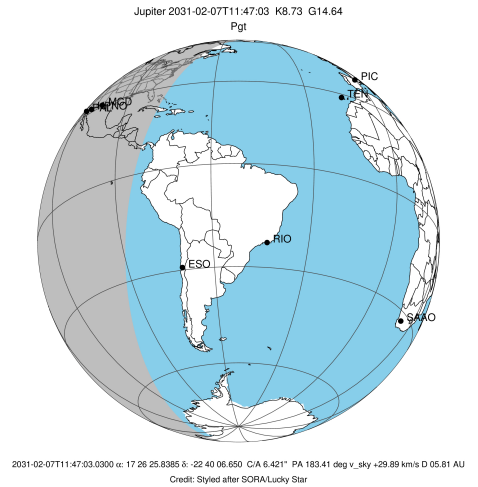 Jupiter 2031-02-07T11:47:03  K8.73  G14.64
Pgt
PIC
TEN
MCD
RIO
ESO
SAAO
2031-02-07T11:47:03.0300 α: 17 26 25.8385 δ: -22 40 06.650  C/A 6.421"  PA 183.41 deg v_sky +29.89 km/s D 05.81 AU
Credit: Styled after SORA/Lucky Star